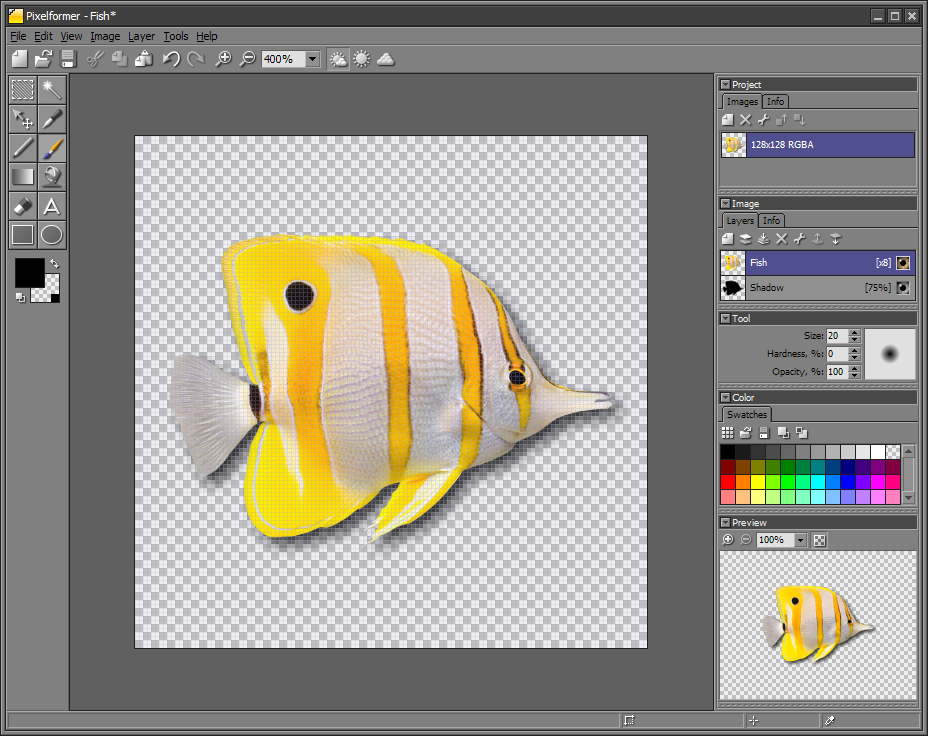 Pixelformer - Fish*
File Edit View Image Layer Tools Help
400%
Project
Images Info
128x128 RGBA
Image
Layers Info
Fish [x8]
Shadow [75%]
Tool
Size: 20
Hardness, %: 0
Opacity, %: 100
Color
Swatches
Preview
100%